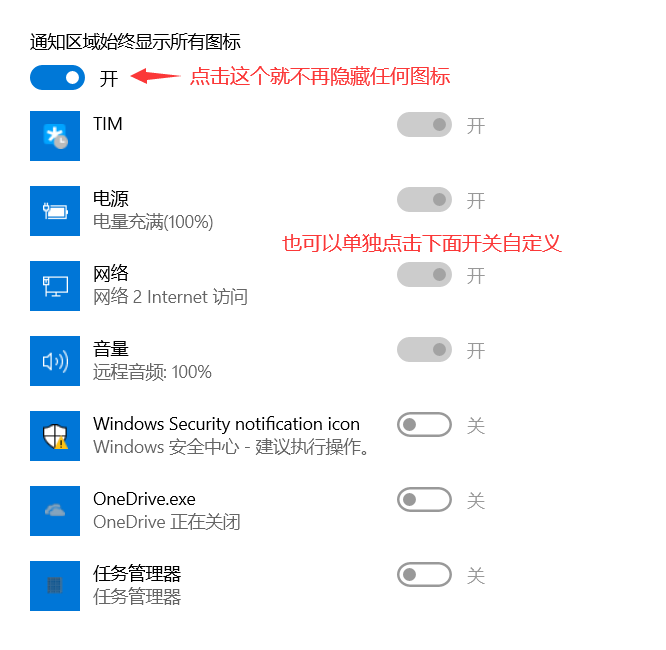 通知区域始终显示所有图标
开 点击这个就不再隐藏任何图标
TIM 开
电源 开
电量充满(100%)
也可以单独点击下面开关自定义
网络 开
网络 2 Internet 访问
音量 开
远程音频: 100%
Windows Security notification icon 关
Windows 安全中心 - 建议执行操作。
OneDrive.exe 关
OneDrive 正在关闭
任务管理器 关
任务管理器